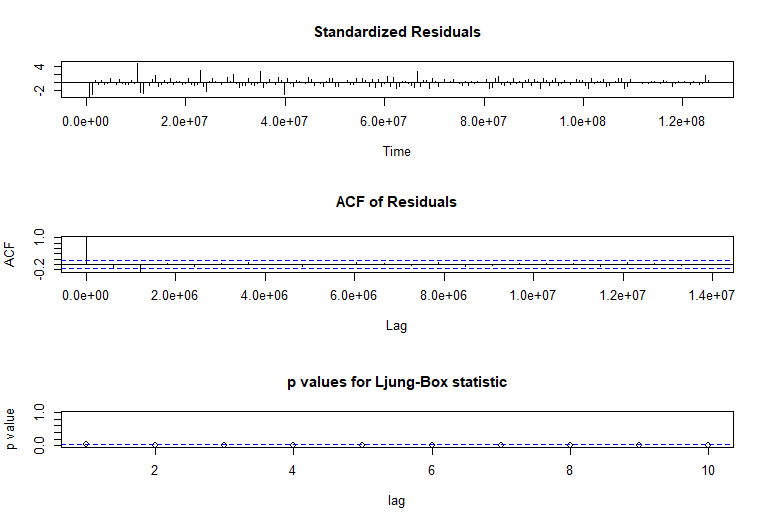 Standardized Residuals
4
-2
0.0e+00 2.0e+07 4.0e+07 6.0e+07 8.0e+07 1.0e+08 1.2e+08
Time
ACF of Residuals
ACF
1.0
-0.2
0.0e+00 2.0e+06 4.0e+06 6.0e+06 8.0e+06 1.0e+07 1.2e+07 1.4e+07
Lag
p values for Ljung-Box statistic
p value
1.0
0.0
2 4 6 8 10
lag